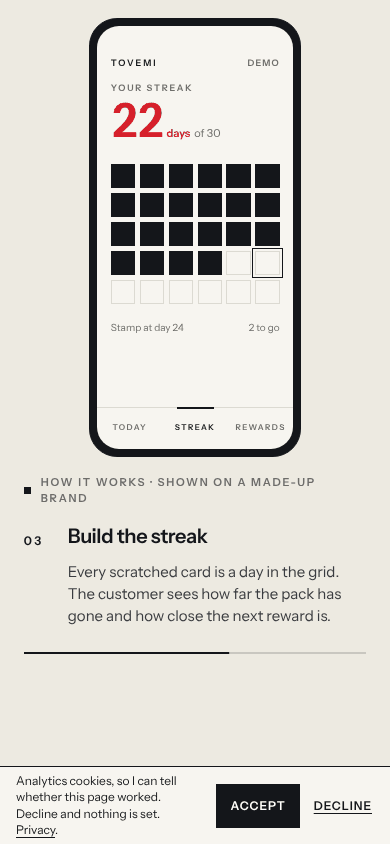 TOVEMI DEMO
YOUR STREAK
22 days of 30
Stamp at day 24 2 to go
TODAY STREAK REWARDS
HOW IT WORKS · SHOWN ON A MADE-UP
BRAND
03 Build the streak
Every scratched card is a day in the grid.
The customer sees how far the pack has
gone and how close the next reward is.
Analytics cookies, so I can tell
whether this page worked.
Decline and nothing is set.
Privacy.
ACCEPT DECLINE